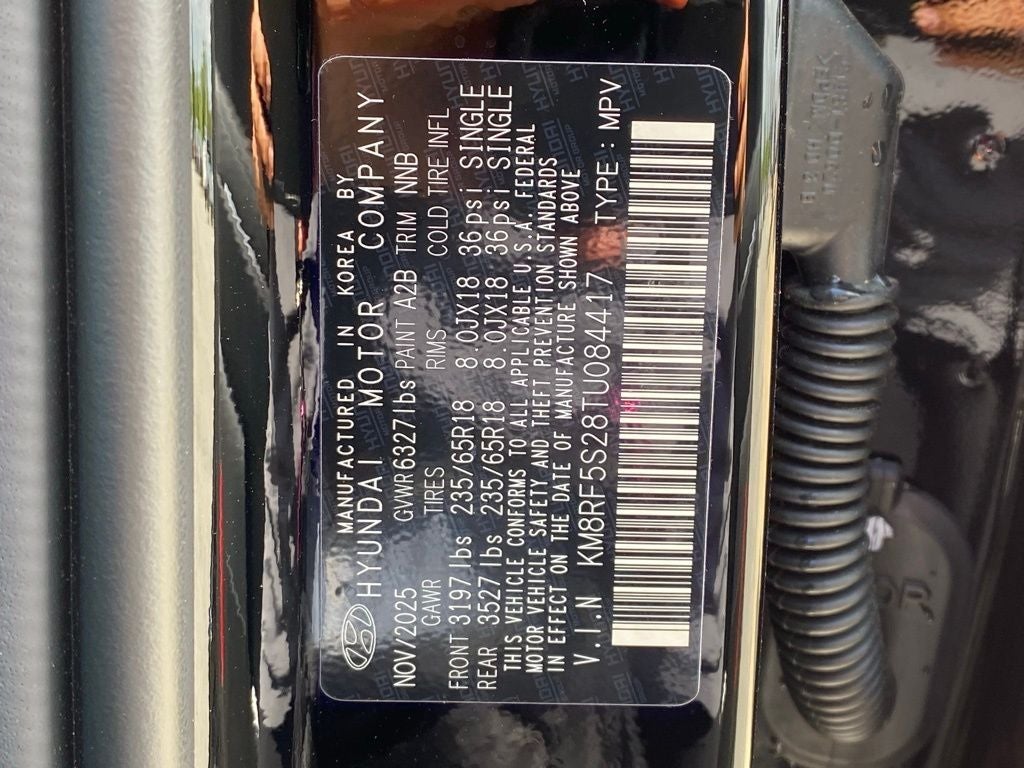 MANUFACTURED IN KOREA BY
HYUNDAI MOTOR COMPANY
NOV/2025 GWVR6327lbs PAINT A2B TRIM NNB
GAWR TIRES RIMS COLD TIRE INFL
FRONT 3197lbs 235/65R18 8.0JX18 36psi SINGLE
REAR 3527lbs 235/65R18 8.0JX18 36psi SINGLE
THIS VEHICLE CONFORMS TO ALL APPLICABLE U.S.A. FEDERAL
MOTOR VEHICLE SAFETY AND THEFT PREVENTION STANDARDS
IN EFFECT ON THE DATE OF MANUFACTURE SHOWN ABOVE
V.I.N KM8RF5S28TU084417 TYPE : MPV